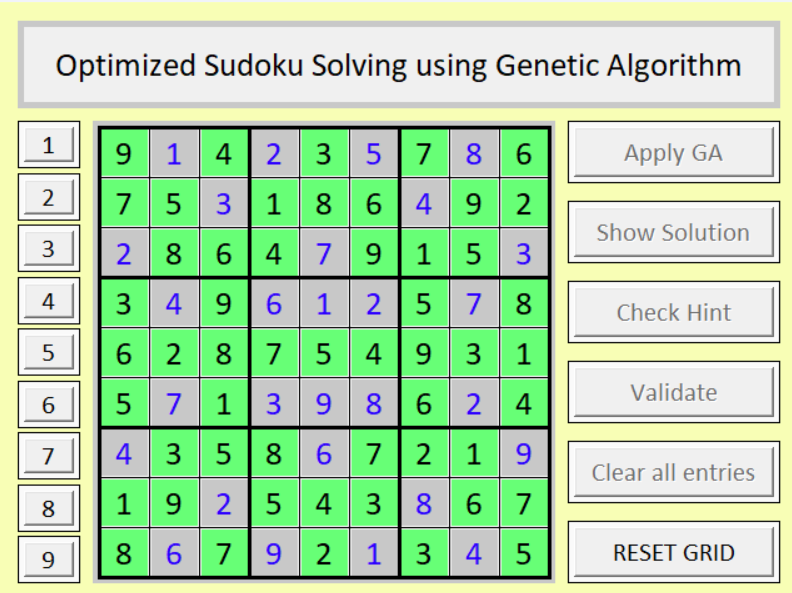 Optimized Sudoku Solving using Genetic Algorithm
1
2
3
4
5
6
7
8
9
9 1 4 2 3 5 7 8 6
7 5 3 1 8 6 4 9 2
2 8 6 4 7 9 1 5 3
3 4 9 6 1 2 5 7 8
6 2 8 7 5 4 9 3 1
5 7 1 3 9 8 6 2 4
4 3 5 8 6 7 2 1 9
1 9 2 5 4 3 8 6 7
8 6 7 9 2 1 3 4 5
Apply GA
Show Solution
Check Hint
Validate
Clear all entries
RESET GRID